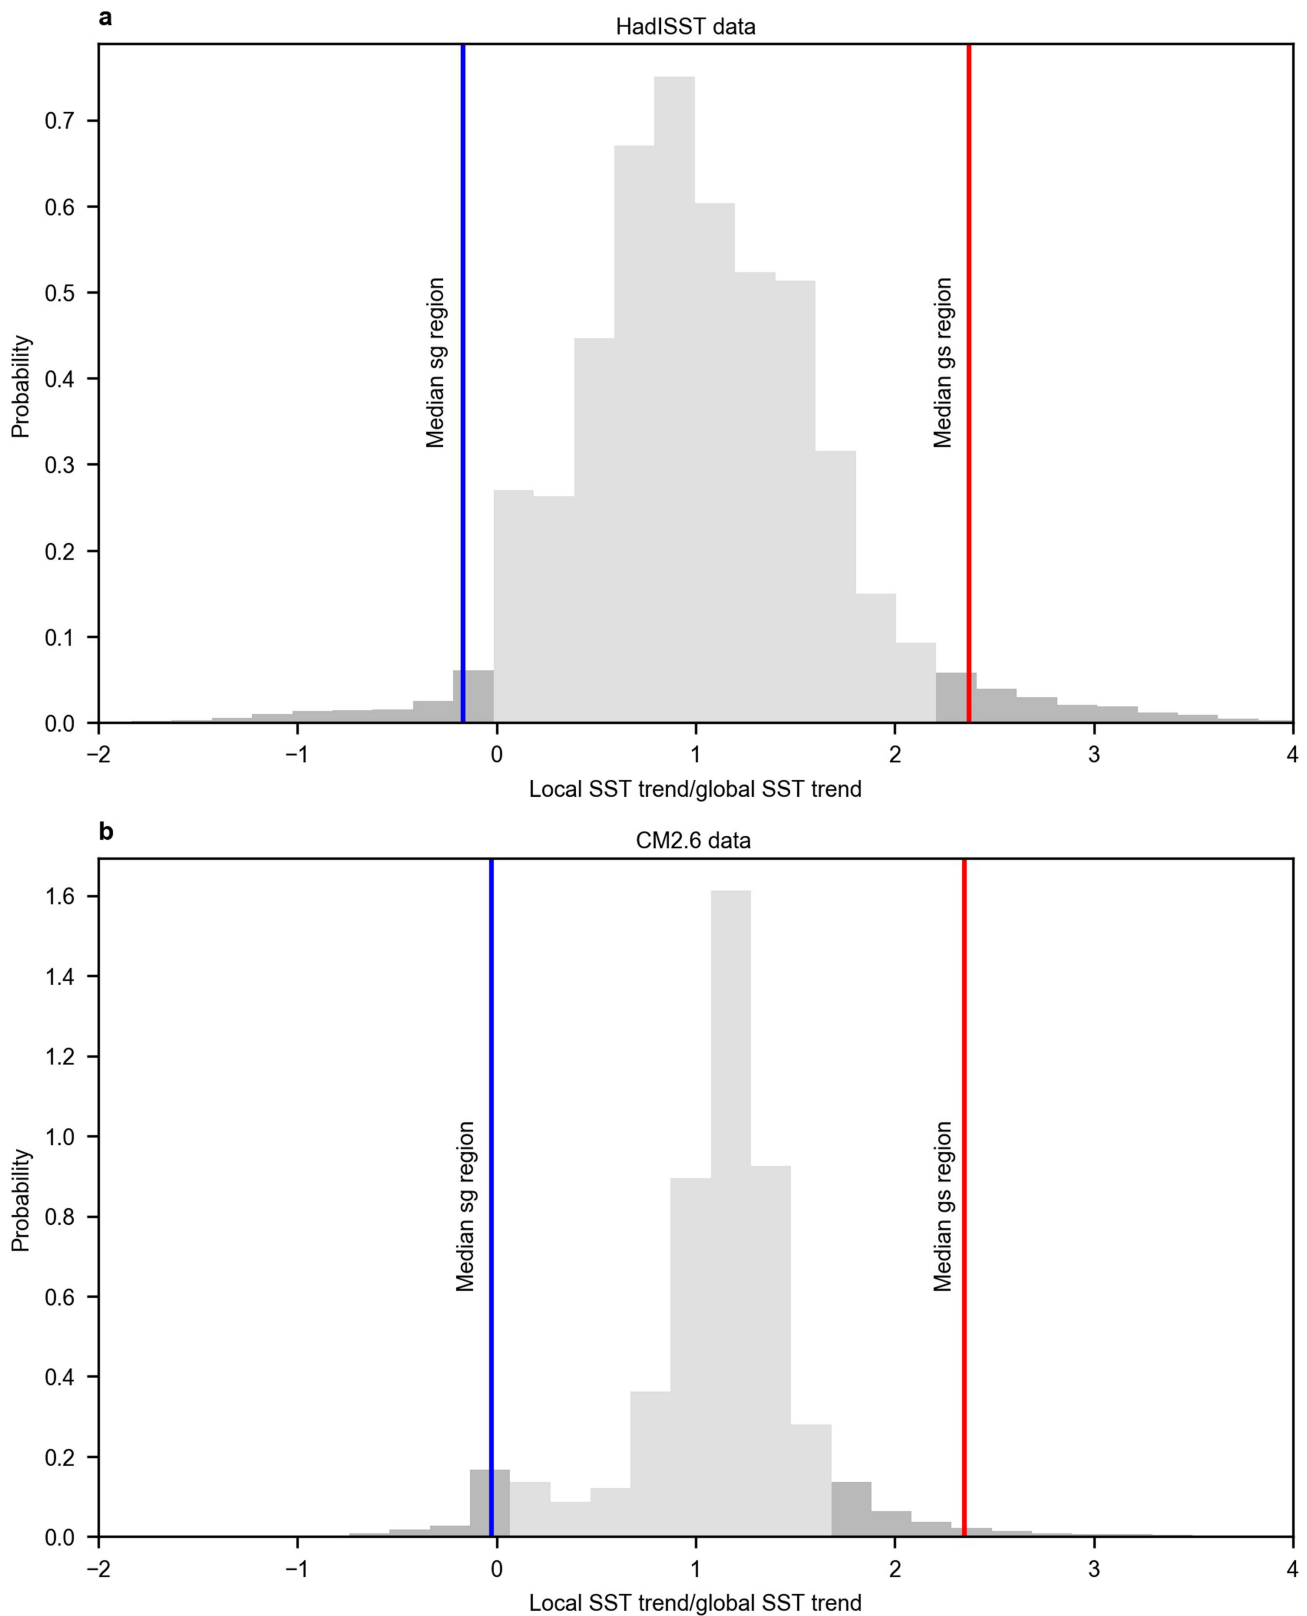 a
HadISST data
0.7
0.6
0.5
0.4
0.3
0.2
0.1
0.0
Probability
Median sg region
Median gs region
−2 −1 0 1 2 3 4
Local SST trend/global SST trend
b
CM2.6 data
1.6
1.4
1.2
1.0
0.8
0.6
0.4
0.2
0.0
Probability
Median sg region
Median gs region
−2 −1 0 1 2 3 4
Local SST trend/global SST trend